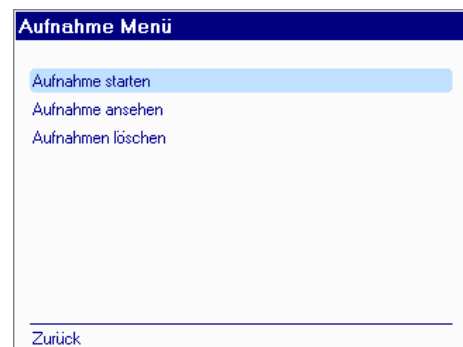 Aufnahme Menü
Aufnahme starten
Aufnahme ansehen
Aufnahmen löschen
Zurück